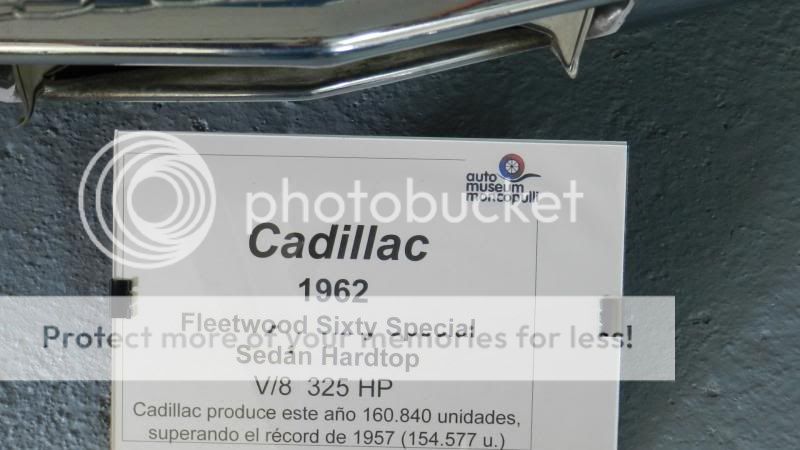 auto
museum
moncopulli
photobucket
Cadillac
1962
Fleetwood Sixty Special
Protect more of your memories for less!
Sedán Hardtop
V/8 325 HP
Cadillac produce este año 160.840 unidades,
superando el récord de 1957 (154.577 u.)